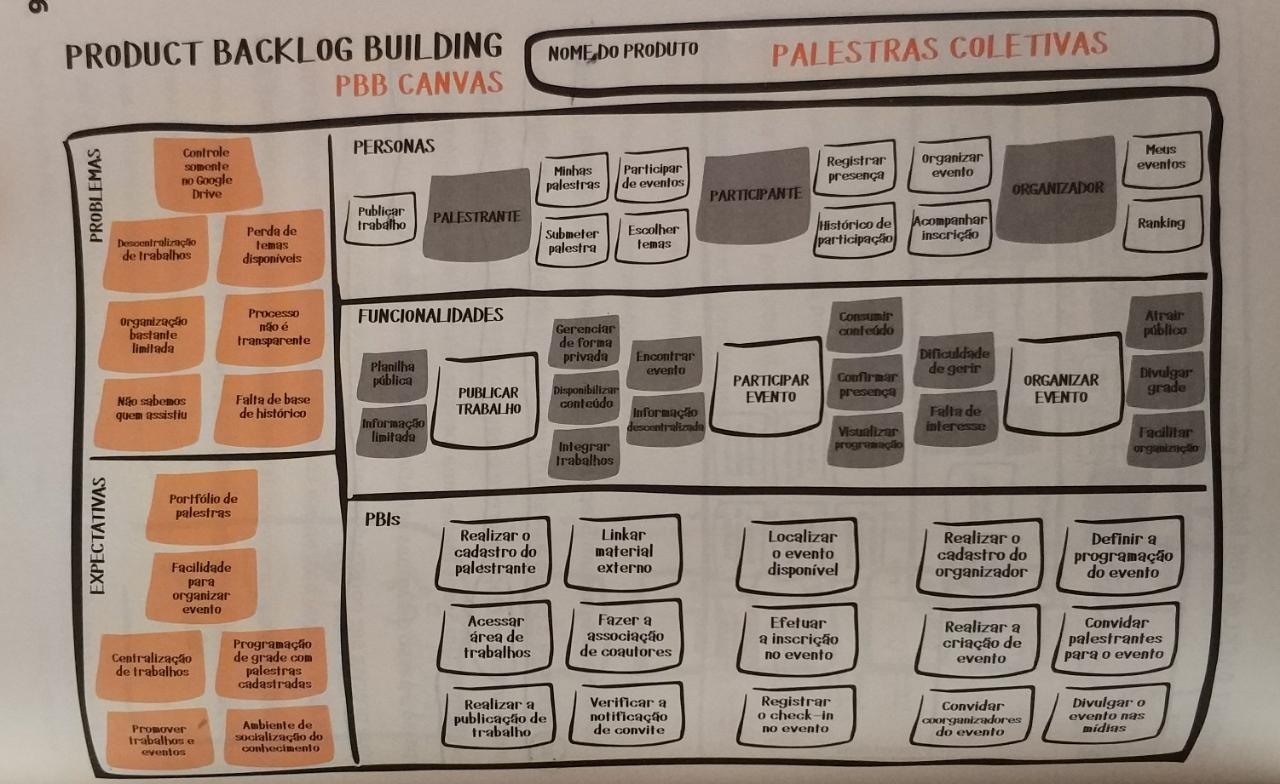 PRODUCT BACKLOG BUILDING
PBB CANVAS
NOME DO PRODUTO
PALESTRAS COLETIVAS
PROBLEMAS
Controle
somente
no Google
Drive
Descentralização
de trabalhos
Perda de
temas
disponíveis
Organização
bastante
limitada
Processo
não é
transparente
Não sabemos
quem assistiu
Falta de base
de histórico
EXPECTATIVAS
Portfólio de
palestras
Facilidade
para
organizar
evento
Centralização
de trabalhos
Programação
de grade com
palestras
cadastradas
Promover
trabalhos e
eventos
Ambiente de
socialização do
conhecimento
PERSONAS
Publicar
trabalho
PALESTRANTE
Minhas
palestras
Participar
de eventos
Submeter
palestra
Escolher
temas
PARTICIPANTE
Registrar
presença
Organizar
evento
Histórico de
participação
Acompanhar
inscrição
ORGANIZADOR
Meus
eventos
Ranking
FUNCIONALIDADES
Planilha
pública
Informação
limitada
PUBLICAR
TRABALHO
Gerenciar
de forma
privada
Disponibilizar
conteúdo
Integrar
trabalhos
Encontrar
evento
Informação
descentralizada
PARTICIPAR
EVENTO
Consumir
conteúdo
Confirmar
presença
Visualizar
programação
Dificuldade
de gerir
Falta de
interesse
ORGANIZAR
EVENTO
Atrair
público
Divulgar
grade
Facilitar
organização
PBIs
Realizar o
cadastro do
palestrante
Linkar
material
externo
Localizar
o evento
disponível
Realizar o
cadastro do
organizador
Definir a
programação
do evento
Acessar
área de
trabalhos
Fazer a
associação
de coautores
Efetuar
a inscrição
no evento
Realizar a
criação de
evento
Convidar
palestrantes
para o evento
Realizar a
publicação de
trabalho
Verificar a
notificação
de convite
Registrar
o check-in
no evento
Convidar
coorganizadores
do evento
Divulgar o
evento nas
mídias